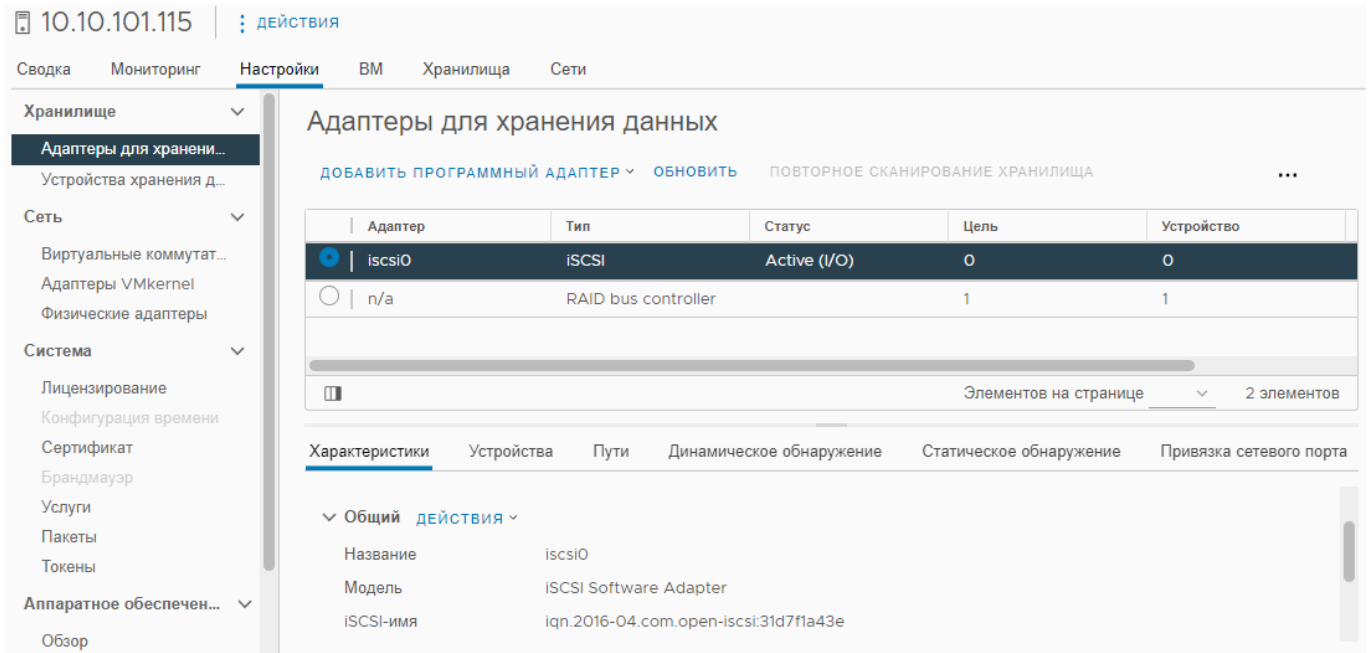 10.10.101.115 ДЕЙСТВИЯ
Сводка Мониторинг Настройки ВМ Хранилища Сети
Хранилище
Адаптеры для хранени...
Устройства хранения д...
Сеть
Виртуальные коммутат...
Адаптеры VMkernel
Физические адаптеры
Система
Лицензирование
Конфигурация времени
Сертификат
Брандмауэр
Услуги
Пакеты
Токены
Аппаратное обеспечен...
Обзор
Адаптеры для хранения данных
ДОБАВИТЬ ПРОГРАММНЫЙ АДАПТЕР ОБНОВИТЬ ПОВТОРНОЕ СКАНИРОВАНИЕ ХРАНИЛИЩА ...
Адаптер Тип Статус Цель Устройство
iscsi0 iSCSI Active (I/O) 0 0
n/a RAID bus controller 1 1
Элементов на странице 2 элементов
Характеристики Устройства Пути Динамическое обнаружение Статическое обнаружение Привязка сетевого порта
Общий ДЕЙСТВИЯ
Название iscsi0
Модель iSCSI Software Adapter
iSCSI-имя iqn.2016-04.com.open-iscsi:31d7f1a43e